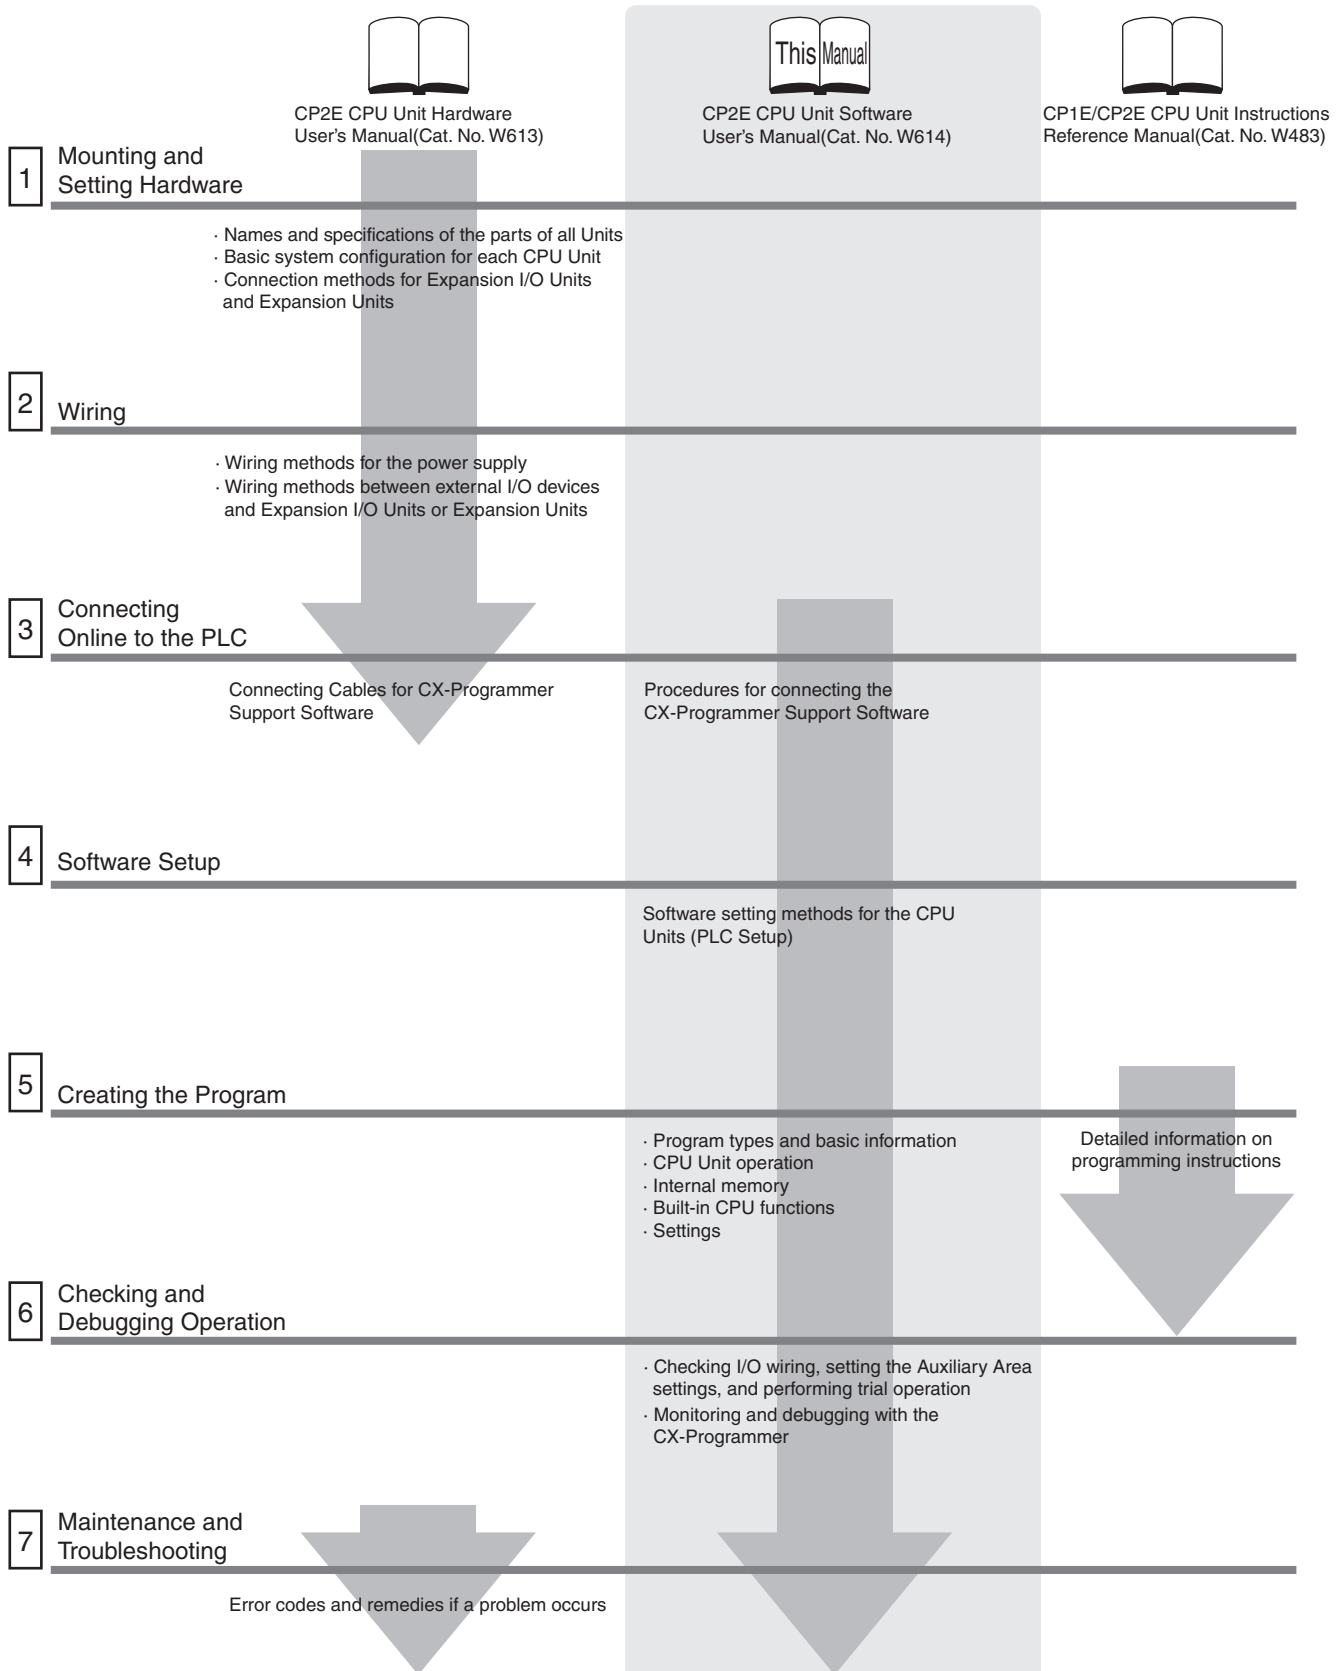 This Manual
CP2E CPU Unit Hardware
User's Manual(Cat. No. W613)
CP2E CPU Unit Software
User's Manual(Cat. No. W614)
CP1E/CP2E CPU Unit Instructions
Reference Manual(Cat. No. W483)
1
Mounting and
Setting Hardware
· Names and specifications of the parts of all Units
· Basic system configuration for each CPU Unit
· Connection methods for Expansion I/O Units
and Expansion Units
2
Wiring
· Wiring methods for the power supply
· Wiring methods between external I/O devices
and Expansion I/O Units or Expansion Units
3
Connecting
Online to the PLC
Connecting Cables for CX-Programmer
Support Software
Procedures for connecting the
CX-Programmer Support Software
4
Software Setup
Software setting methods for the CPU
Units (PLC Setup)
5
Creating the Program
· Program types and basic information
· CPU Unit operation
· Internal memory
· Built-in CPU functions
· Settings
Detailed information on
programming instructions
6
Checking and
Debugging Operation
· Checking I/O wiring, setting the Auxiliary Area
settings, and performing trial operation
· Monitoring and debugging with the
CX-Programmer
7
Maintenance and
Troubleshooting
Error codes and remedies if a problem occurs